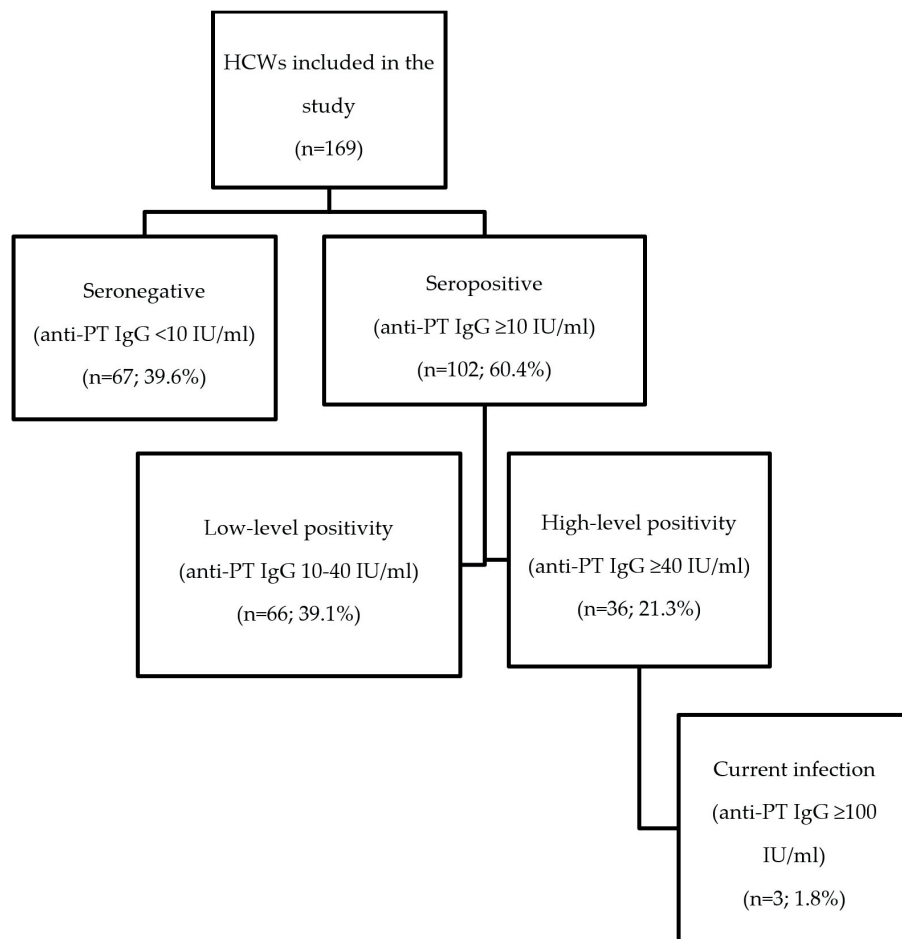 HCWs included in the
study
(n=169)
Seronegative
(anti-PT IgG <10 IU/ml)
(n=67; 39.6%)
Seropositive
(anti-PT IgG ≥10 IU/ml)
(n=102; 60.4%)
Low-level positivity
(anti-PT IgG 10-40 IU/ml)
(n=66; 39.1%)
High-level positivity
(anti-PT IgG ≥40 IU/ml)
(n=36; 21.3%)
Current infection
(anti-PT IgG ≥100
IU/ml)
(n=3; 1.8%)